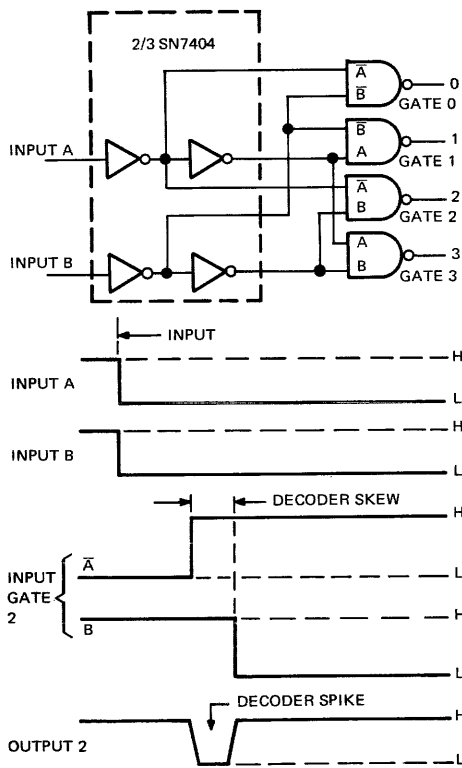 2/3 SN7404
A̅
B̅
0
GATE 0
INPUT A
B̅
A
1
GATE 1
A̅
B
2
GATE 2
INPUT B
A
B
3
GATE 3
INPUT
H
INPUT A
L
H
INPUT B
L
DECODER SKEW
H
A̅
L
INPUT
GATE
2
H
B
L
DECODER SPIKE
H
OUTPUT 2
L